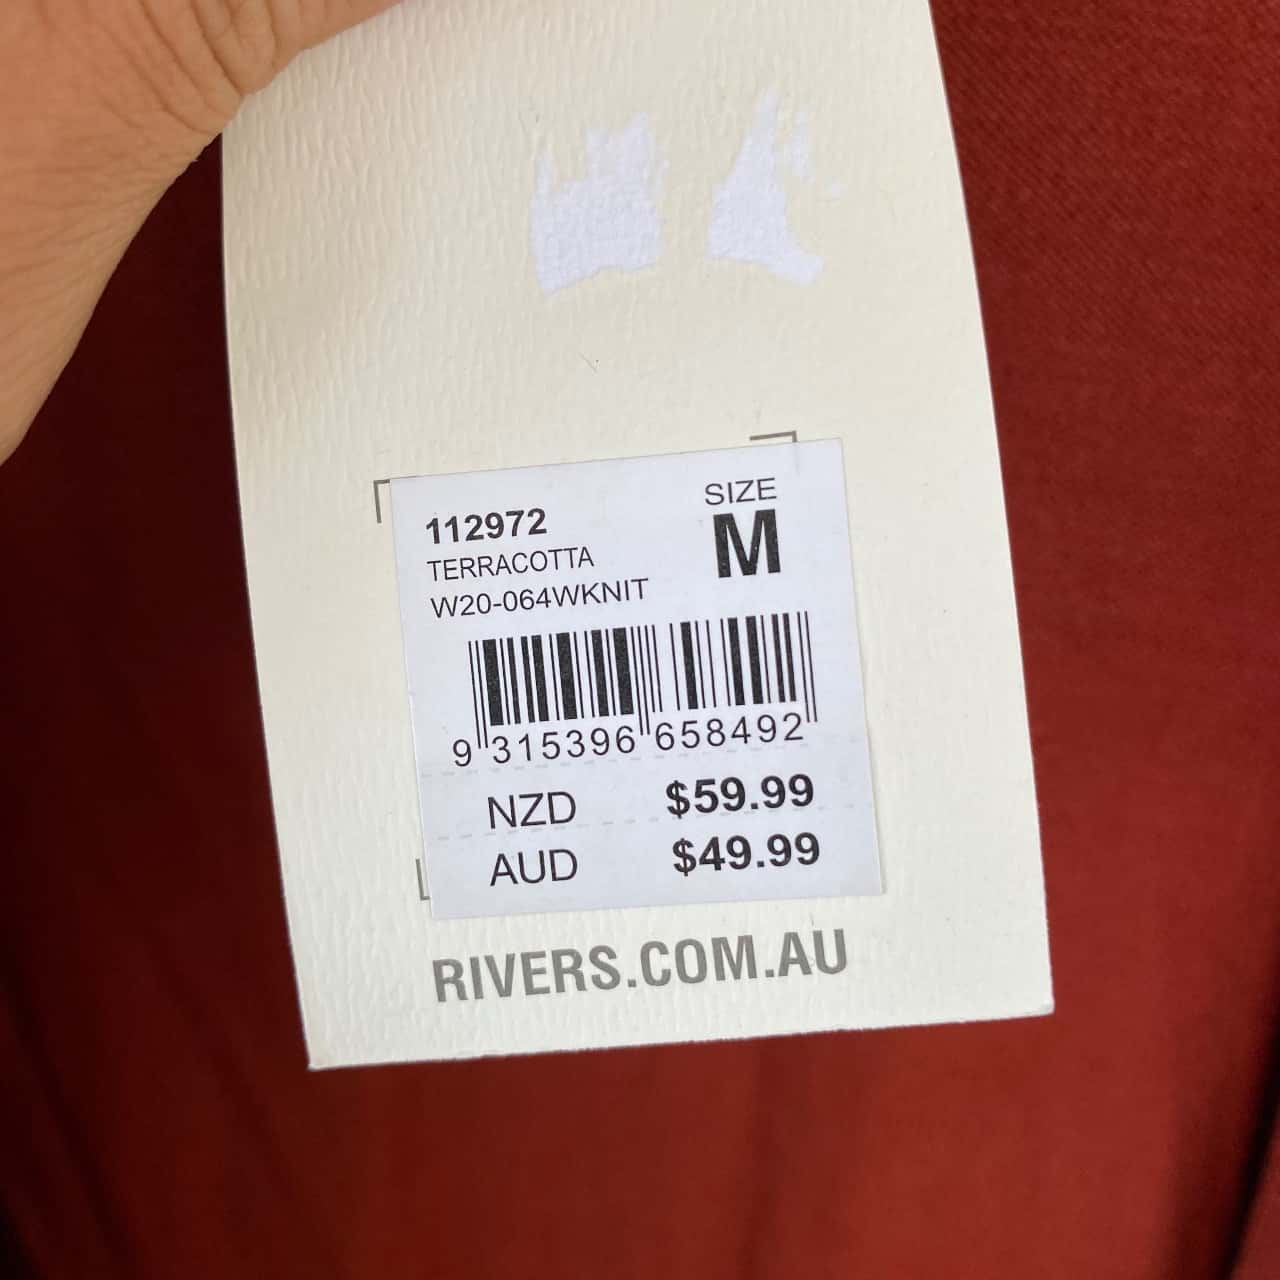 112972
SIZE
TERRACOTTA
M
W20-064WKNIT
9 315396 658492
NZD $59.99
AUD $49.99
RIVERS.COM.AU